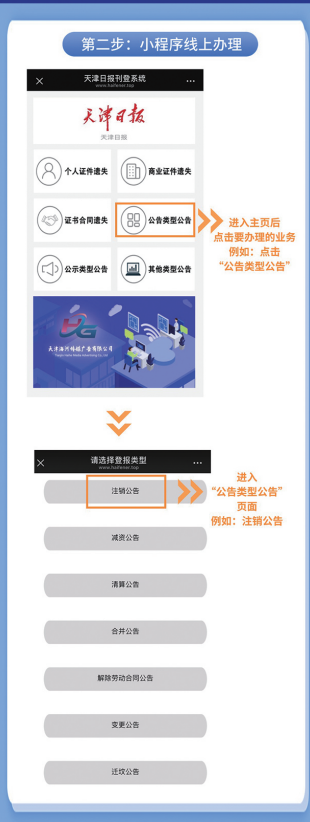 第二步：小程序线上办理
天津日报刊登系统
www.haihener.top
天津日报
天津日报
个人证件遗失
商业证件遗失
证书合同遗失
公告类型公告
公示类型公告
其他类型公告
进入主页后
点击要办理的业务
例如：点击
“公告类型公告”
HG
天津海河传媒广告有限公司
请选择登报类型
注销公告
减资公告
清算公告
合并公告
解除劳动合同公告
变更公告
迁坟公告
进入
“公告类型公告”
页面
例如：注销公告